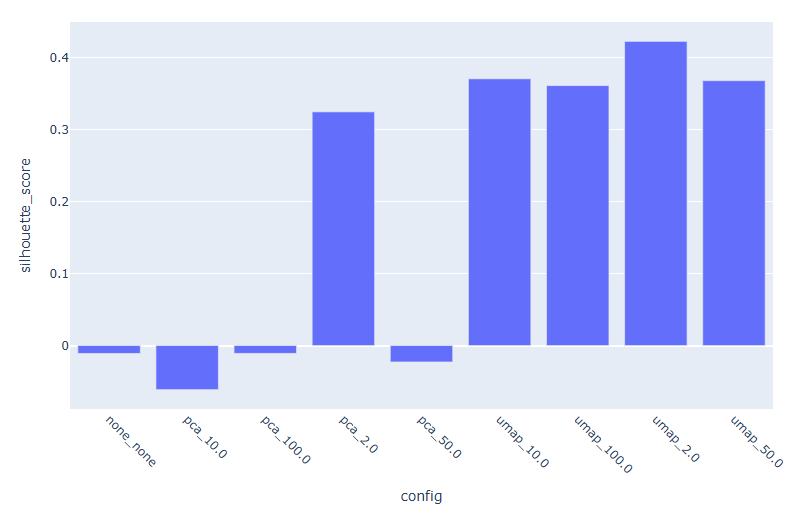 0.4
0.3
0.2
0.1
0
silhouette_score
none_none
pca_10.0
pca_100.0
pca_2.0
pca_50.0
umap_10.0
umap_100.0
umap_2.0
umap_50.0
config